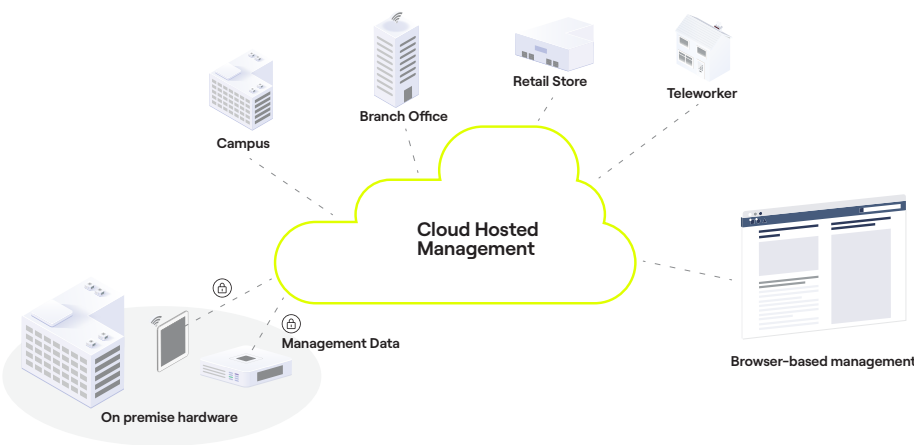 Retail Store
Teleworker
Branch Office
Campus
Cloud Hosted
Management
Management Data
Browser-based management
On premise hardware